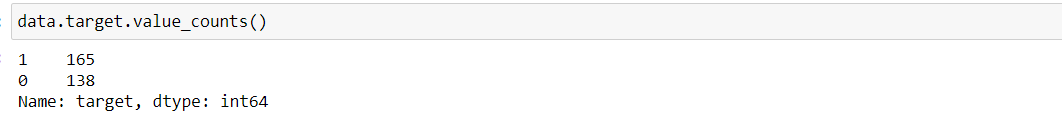 data.target.value_counts()
1    165
0    138
Name: target, dtype: int64